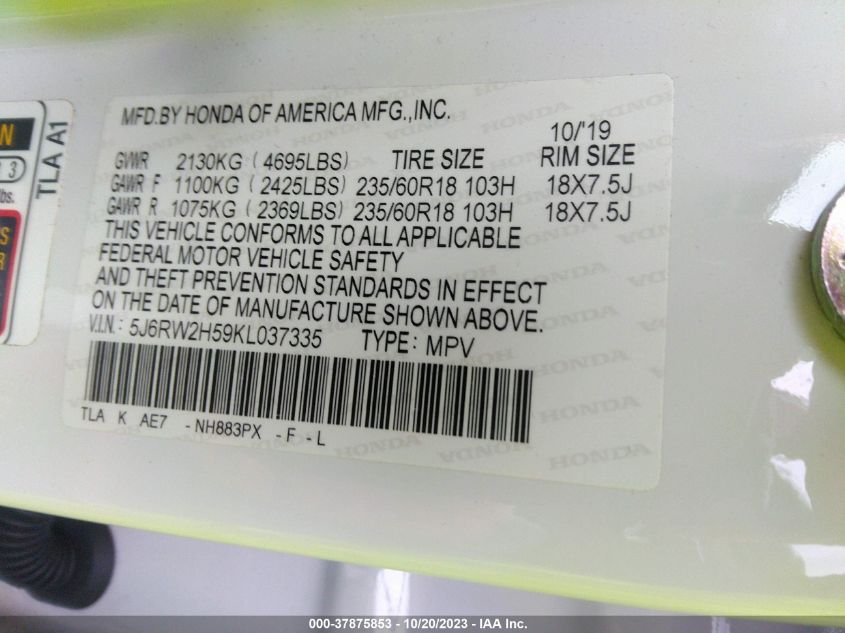 MFD.BY HONDA OF AMERICA MFG.,INC.
10/'19
GVWR 2130KG ( 4695LBS) TIRE SIZE RIM SIZE
GAWR F 1100KG ( 2425LBS) 235/60R18 103H 18X7.5J
GAWR R 1075KG ( 2369LBS) 235/60R18 103H 18X7.5J
THIS VEHICLE CONFORMS TO ALL APPLICABLE
FEDERAL MOTOR VEHICLE SAFETY
AND THEFT PREVENTION STANDARDS IN EFFECT
ON THE DATE OF MANUFACTURE SHOWN ABOVE.
V.I.N.: 5J6RW2H59KL037335 TYPE: MPV
TLA K AE7 -NH883PX -F - L
TLA A1
N
3
lbs.
S
R
HONDA
000-37875853 - 10/20/2023 - IAA Inc.